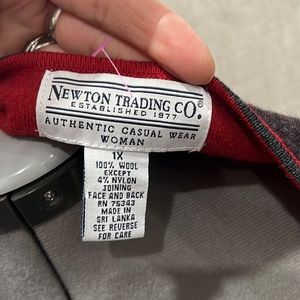 NEWTON TRADING CO.®
ESTABLISHED 1877
AUTHENTIC CASUAL WEAR
WOMAN
1X
100% WOOL
EXCEPT
4% NYLON
JOINING
FACE AND BACK
RN 75343
MADE IN
SRI LANKA
SEE REVERSE
FOR CARE